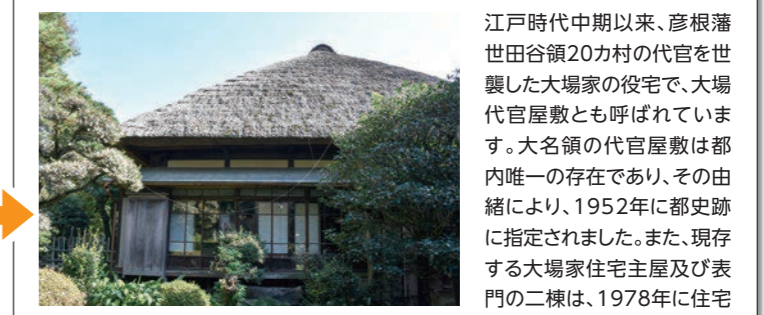 江戸時代中期以来、彦根藩
世田谷領20カ村の代官を世
襲した大場家の役宅で、大場
代官屋敷とも呼ばれていま
す。大名領の代官屋敷は都
内唯一の存在であり、その由
緒により、1952年に都史跡
に指定されました。また、現存
する大場家住宅主屋及び表
門の二棟は、1978年に住宅